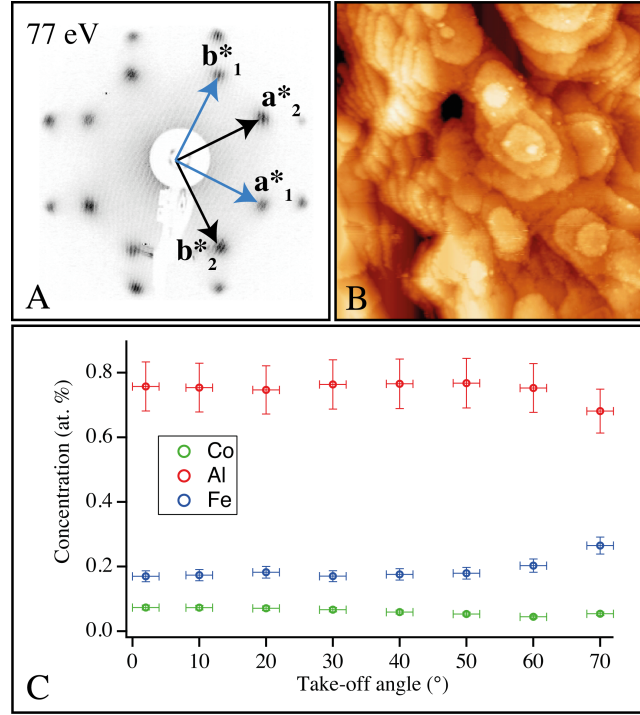 77 eV
b*1
a*2
a*1
b*2
A
B
Concentration (at. %)
0.8
0.6
0.4
0.2
0.0
Co
Al
Fe
0 10 20 30 40 50 60 70
Take-off angle (°)
C